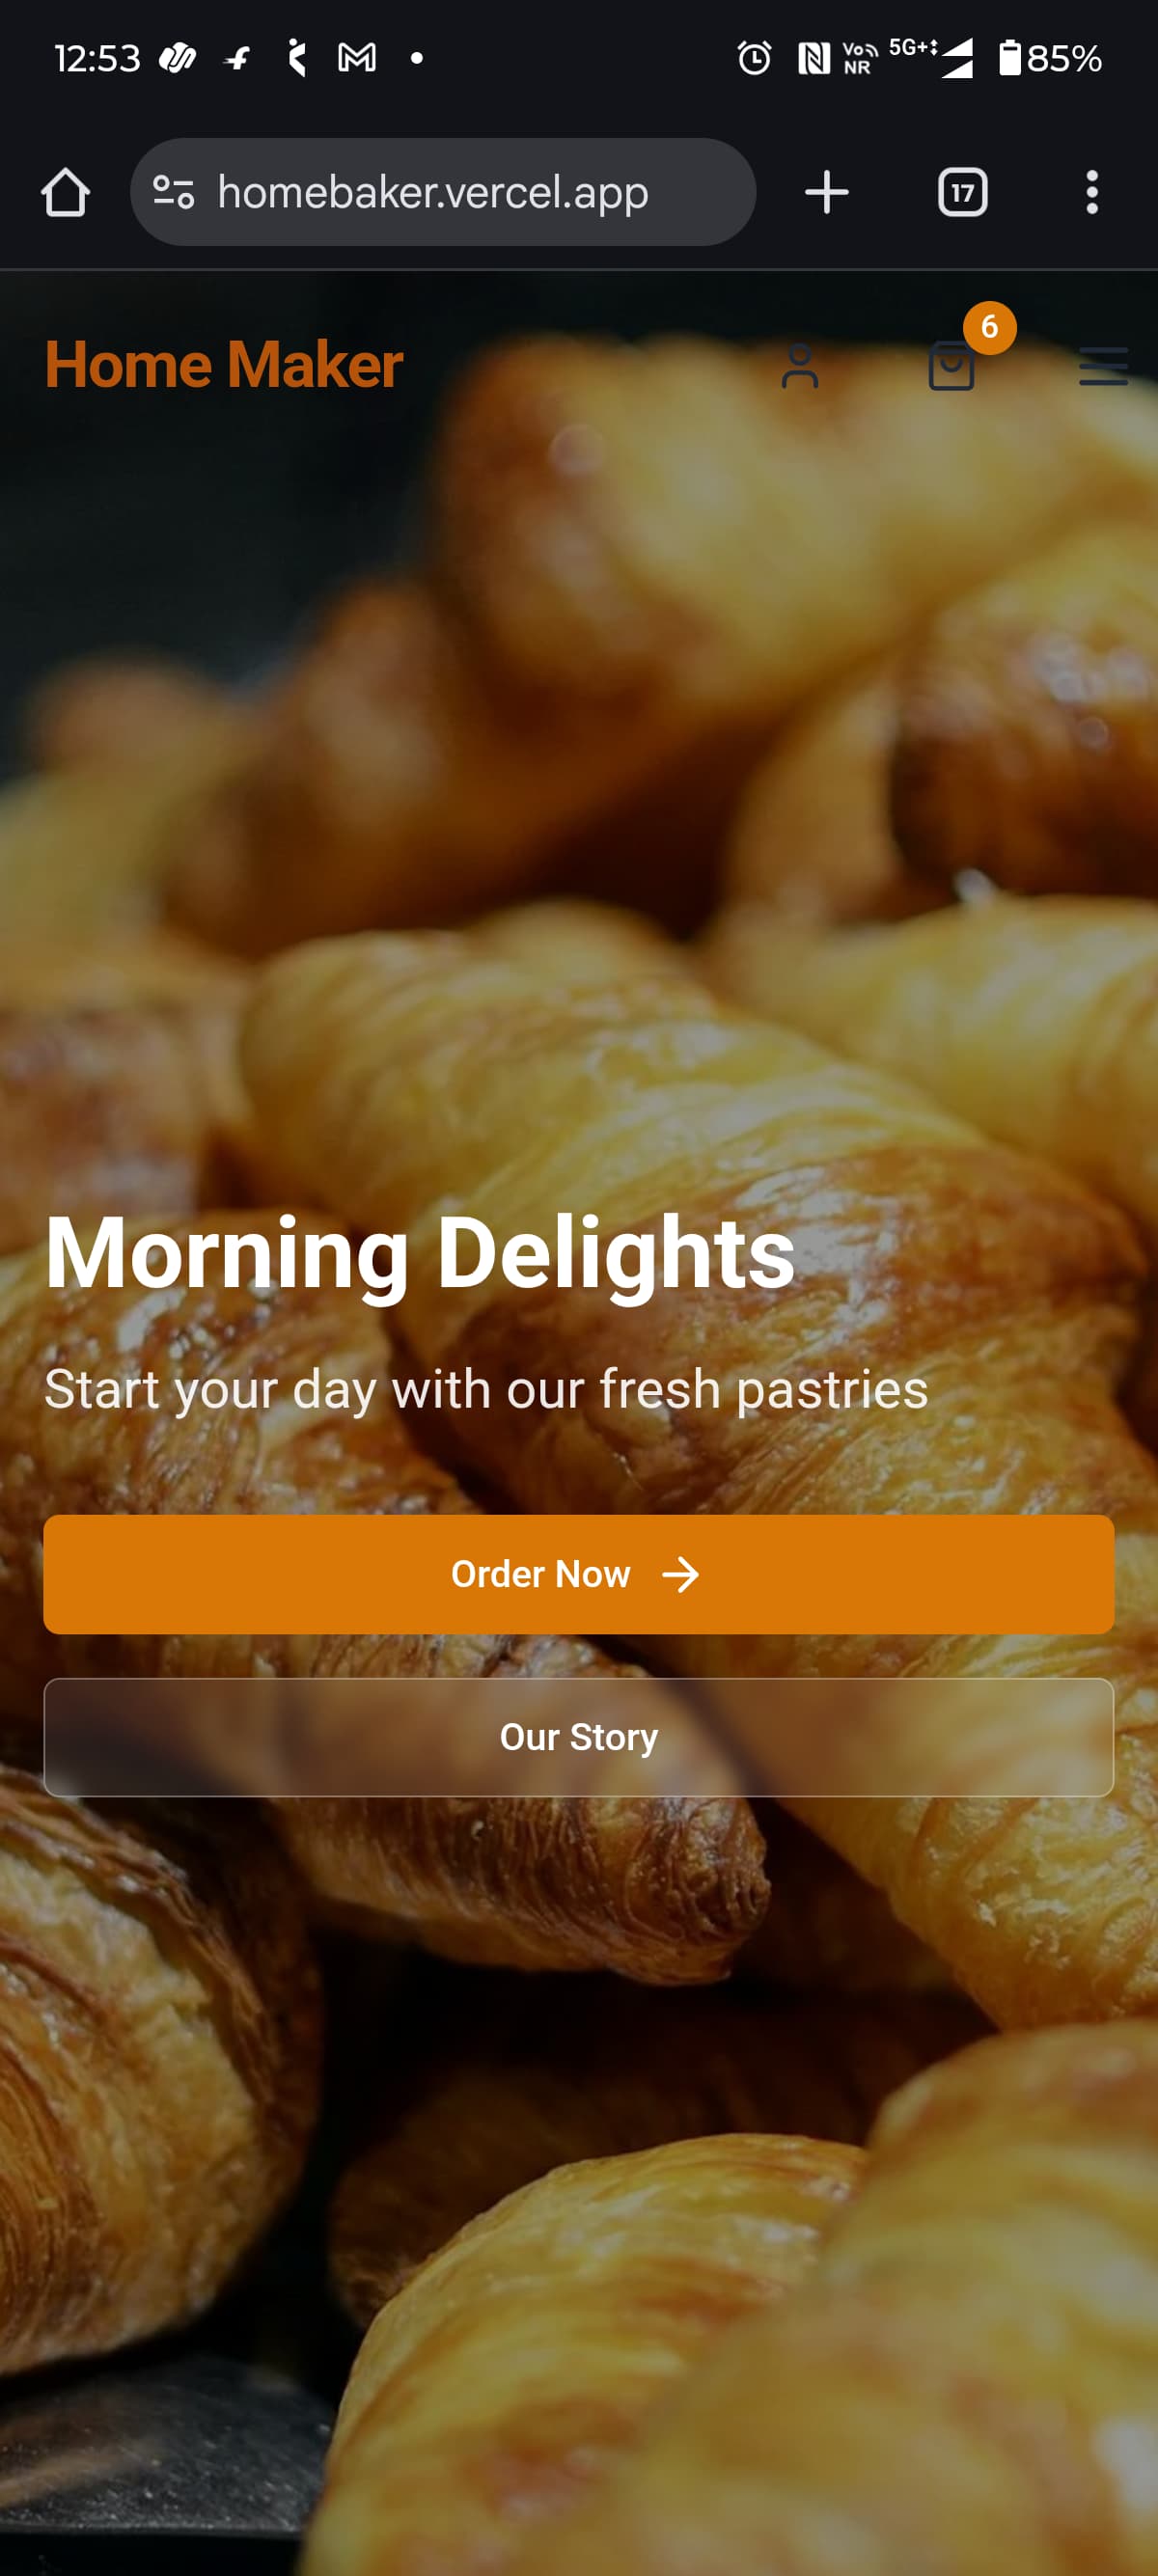 12:53
Vo NR 5G+ 85%
homebaker.vercel.app
17
Home Maker
6
Morning Delights
Start your day with our fresh pastries
Order Now
Our Story